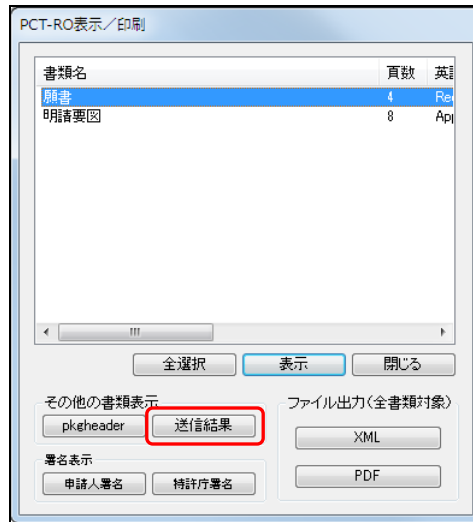 PCT-RO表示／印刷
書類名 頁数 英
願書 4 Re
明請要図 8 Ap
全選択 表示 閉じる
その他の書類表示 ファイル出力(全書類対象)
pkgheader 送信結果 XML
署名表示 PDF
申請人署名 特許庁署名